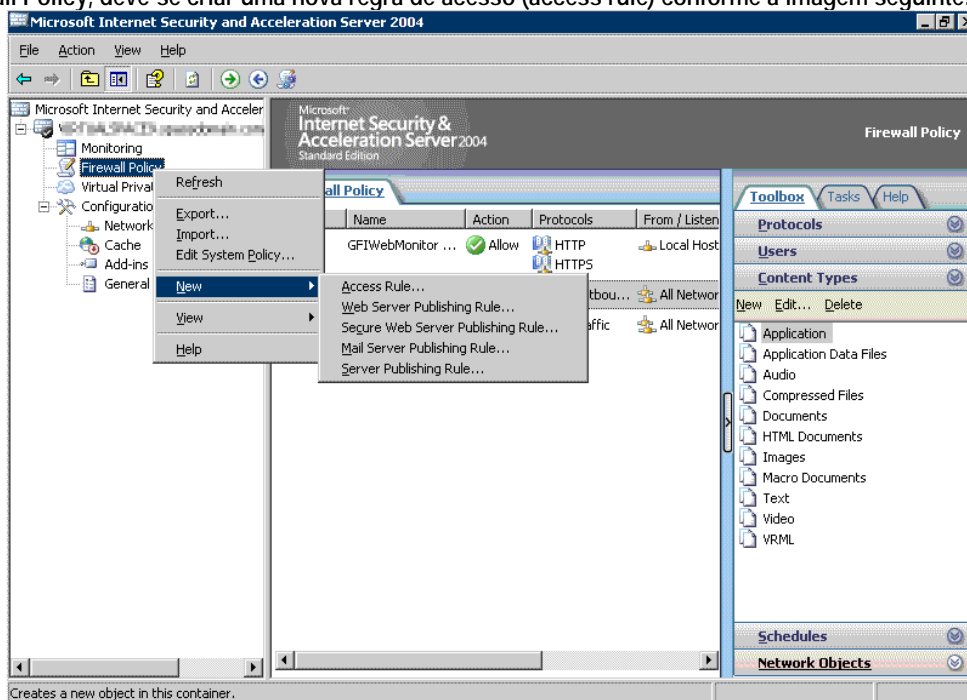 all Policy, deve se criar uma nova regra de acesso (access rule) conforme a imagem seguinte:
Microsoft Internet Security and Acceleration Server 2004
File Action View Help
Microsoft Internet Security and Acceler
Monitoring
Firewall Policy
Virtual Privat
Configuratio
Network
Cache
Add-ins
General
Refresh
Export...
Import...
Edit System Policy...
New
View
Help
Access Rule...
Web Server Publishing Rule...
Secure Web Server Publishing Rule...
Mail Server Publishing Rule...
Server Publishing Rule...
Microsoft
Internet Security &
Acceleration Server 2004
Standard Edition
Firewall Policy
all Policy
Name Action Protocols From / Listen
GFIWebMonitor ... Allow HTTP Local Host
HTTPS
tbou... All Networ
affic All Networ
Toolbox Tasks Help
Protocols
Users
Content Types
New Edit... Delete
Application
Application Data Files
Audio
Compressed Files
Documents
HTML Documents
Images
Macro Documents
Text
Video
VRML
Schedules
Network Objects
Creates a new object in this container.